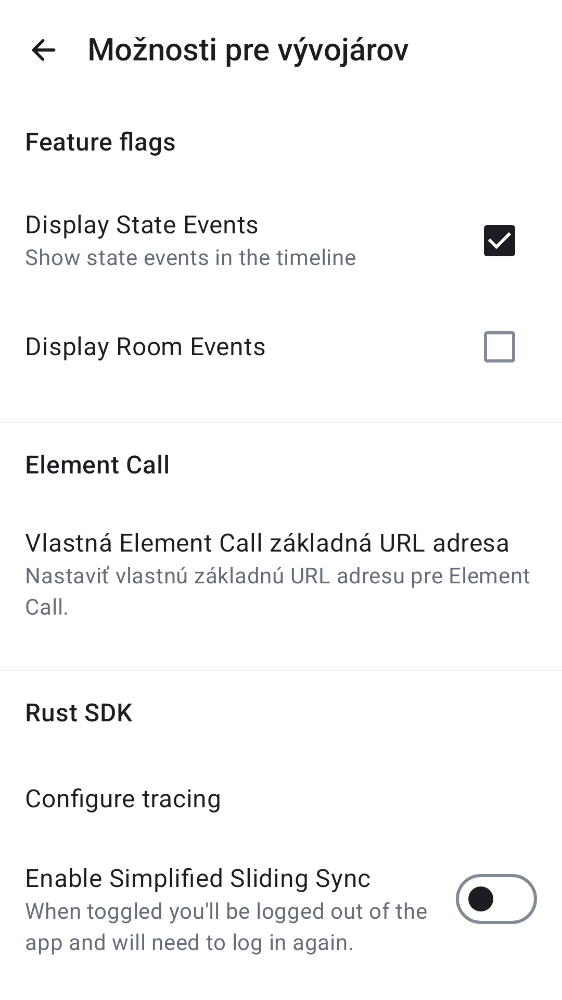 Možnosti pre vývojárov
Feature flags
Display State Events
Show state events in the timeline
Display Room Events
Element Call
Vlastná Element Call základná URL adresa
Nastaviť vlastnú základnú URL adresu pre Element
Call.
Rust SDK
Configure tracing
Enable Simplified Sliding Sync
When toggled you'll be logged out of the
app and will need to log in again.